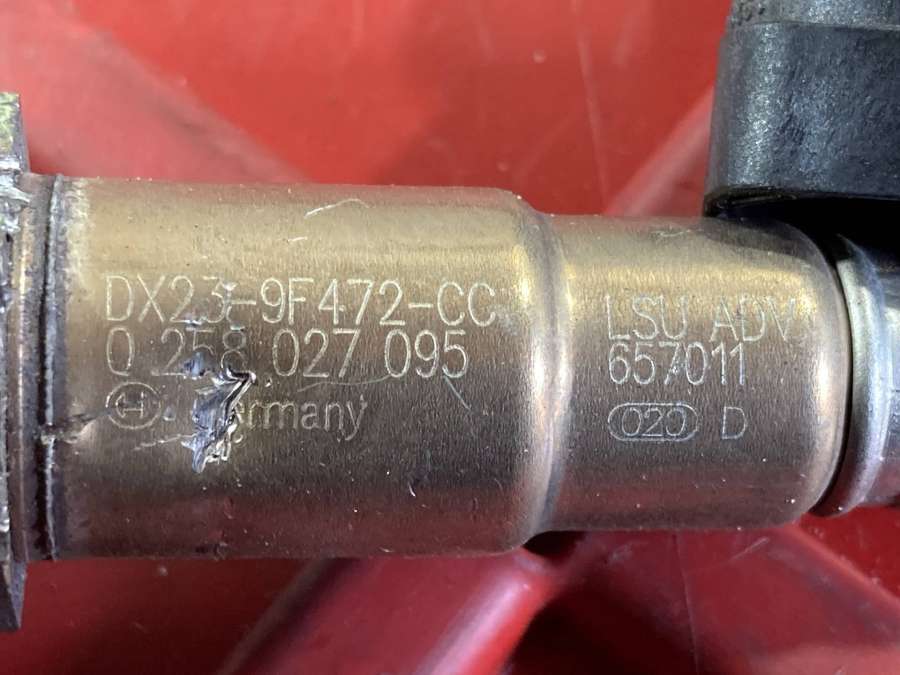 DX23-9F472-CC
0 258 027 095
Germany
LSU ADV
657011
020 D